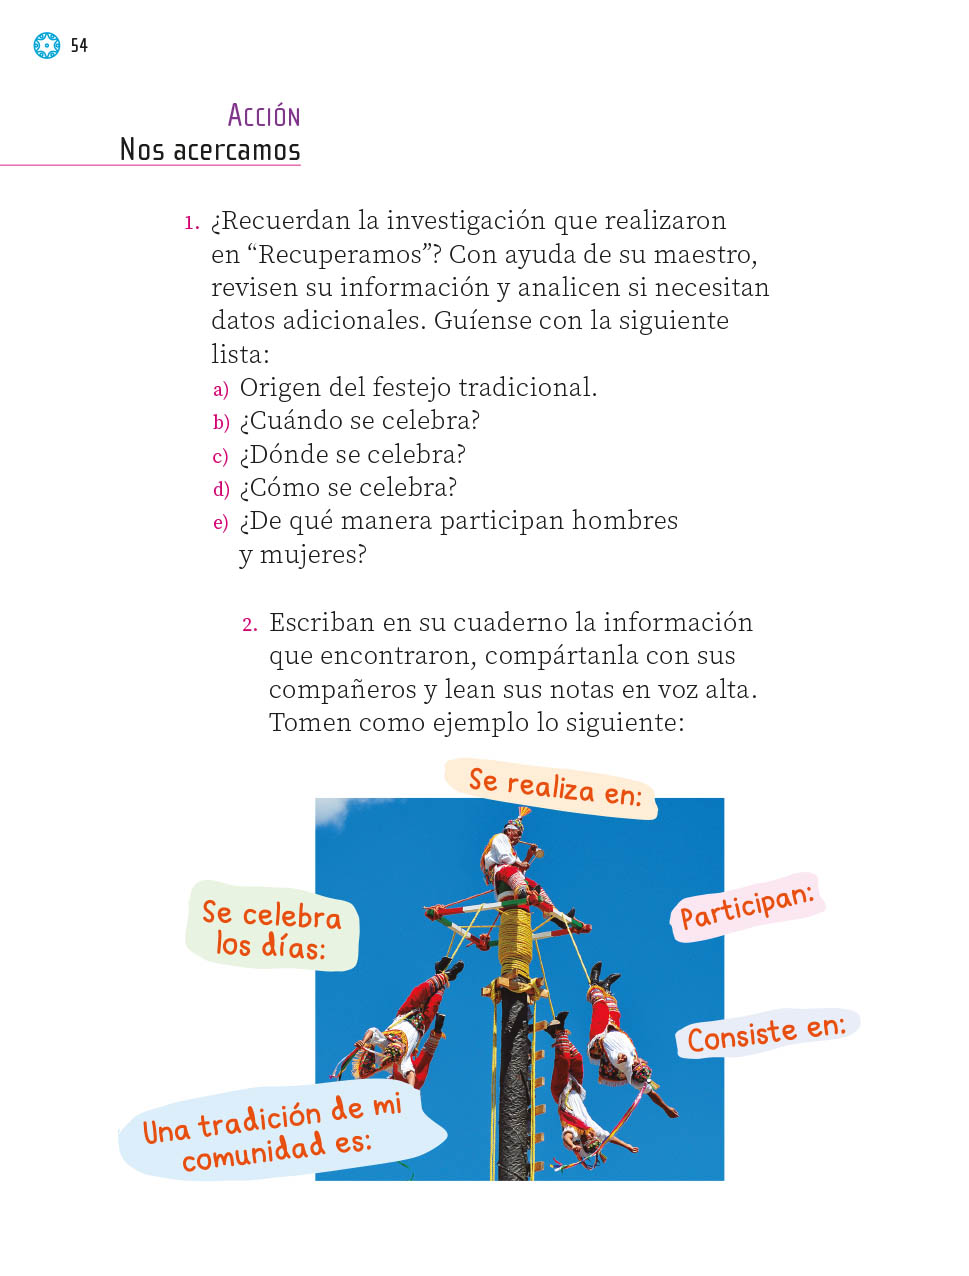 54
Acción
Nos acercamos
1. ¿Recuerdan la investigación que realizaron
en “Recuperamos”? Con ayuda de su maestro,
revisen su información y analicen si necesitan
datos adicionales. Guíense con la siguiente
lista:
a) Origen del festejo tradicional.
b) ¿Cuándo se celebra?
c) ¿Dónde se celebra?
d) ¿Cómo se celebra?
e) ¿De qué manera participan hombres
y mujeres?
2. Escriban en su cuaderno la información
que encontraron, compártanla con sus
compañeros y lean sus notas en voz alta.
Tomen como ejemplo lo siguiente:
Se realiza en:
Se celebra
los días:
Participan:
Consiste en:
Una tradición de mi
comunidad es: